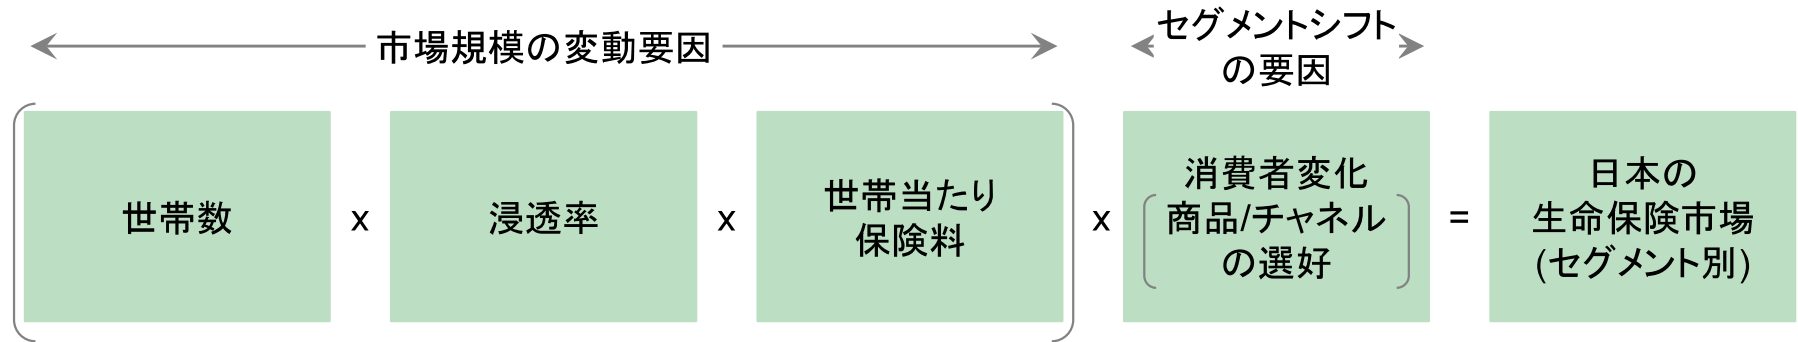 市場規模の変動要因
セグメントシフト
の要因
世帯数
x
浸透率
x
世帯当たり
保険料
x
消費者変化
商品/チャネル
の選好
=
日本の
生命保険市場
(セグメント別)